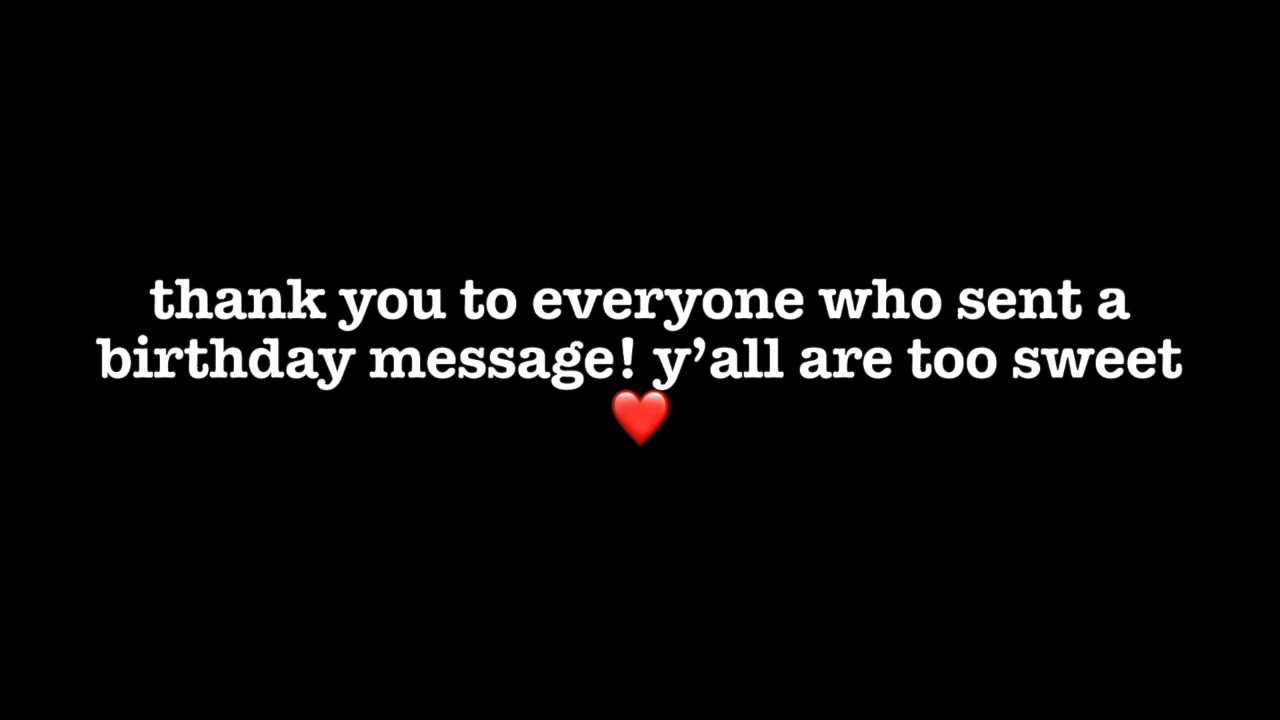 thank you to everyone who sent a
birthday message! y’all are too sweet
❤️